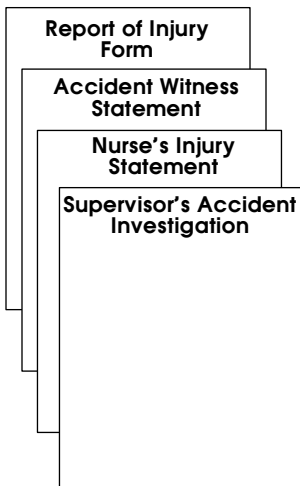 Report of Injury
Form
Accident Witness
Statement
Nurse’s Injury
Statement
Supervisor’s Accident
Investigation